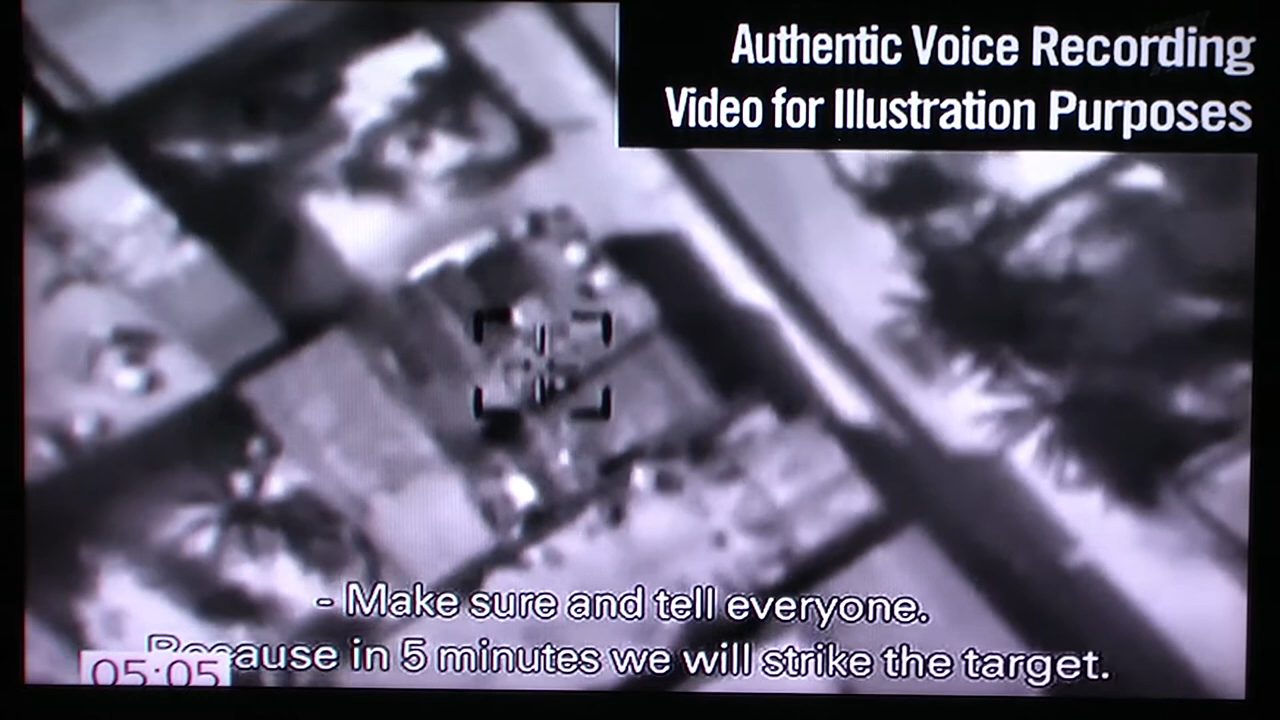 Authentic Voice Recording
Video for Illustration Purposes
- Make sure and tell everyone.
Because in 5 minutes we will strike the target.
05:05